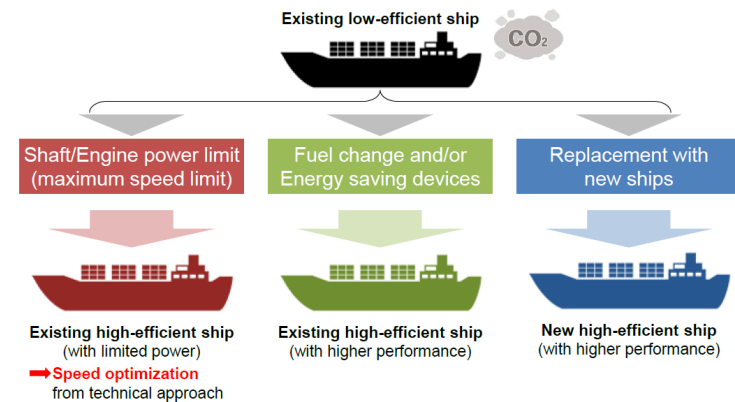 Existing low-efficient ship
CO₂
Shaft/Engine power limit
(maximum speed limit)
Fuel change and/or
Energy saving devices
Replacement with
new ships
Existing high-efficient ship
(with limited power)
Speed optimization
from technical approach
Existing high-efficient ship
(with higher performance)
New high-efficient ship
(with higher performance)